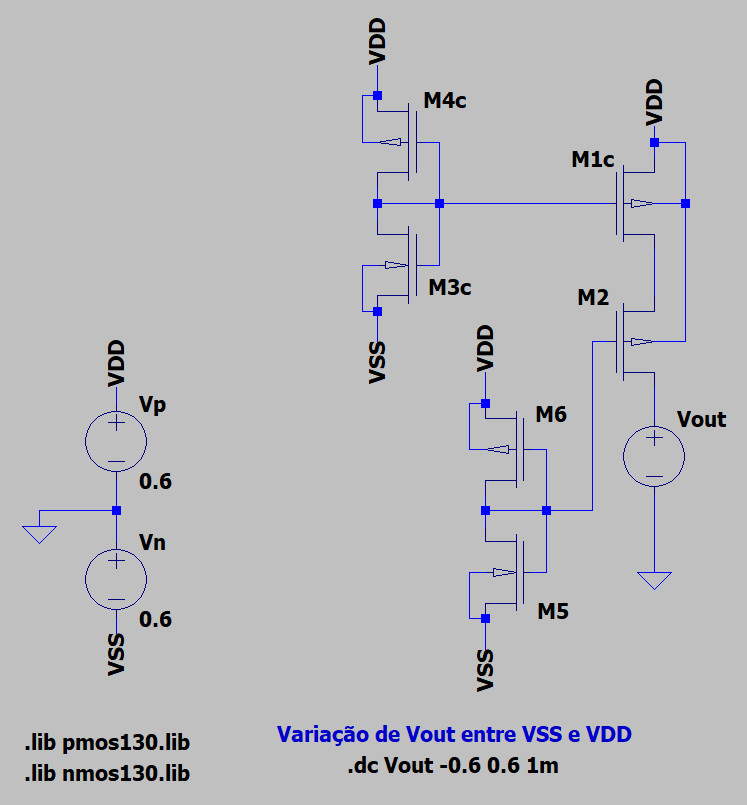 VDD
M4c
VDD
M1c
M3c
M2
VSS
VDD
VDD
Vp
M6
Vout
0.6
Vn
0.6
M5
VSS
VSS
.lib pmos130.lib
.lib nmos130.lib
Variação de Vout entre VSS e VDD
.dc Vout -0.6 0.6 1m